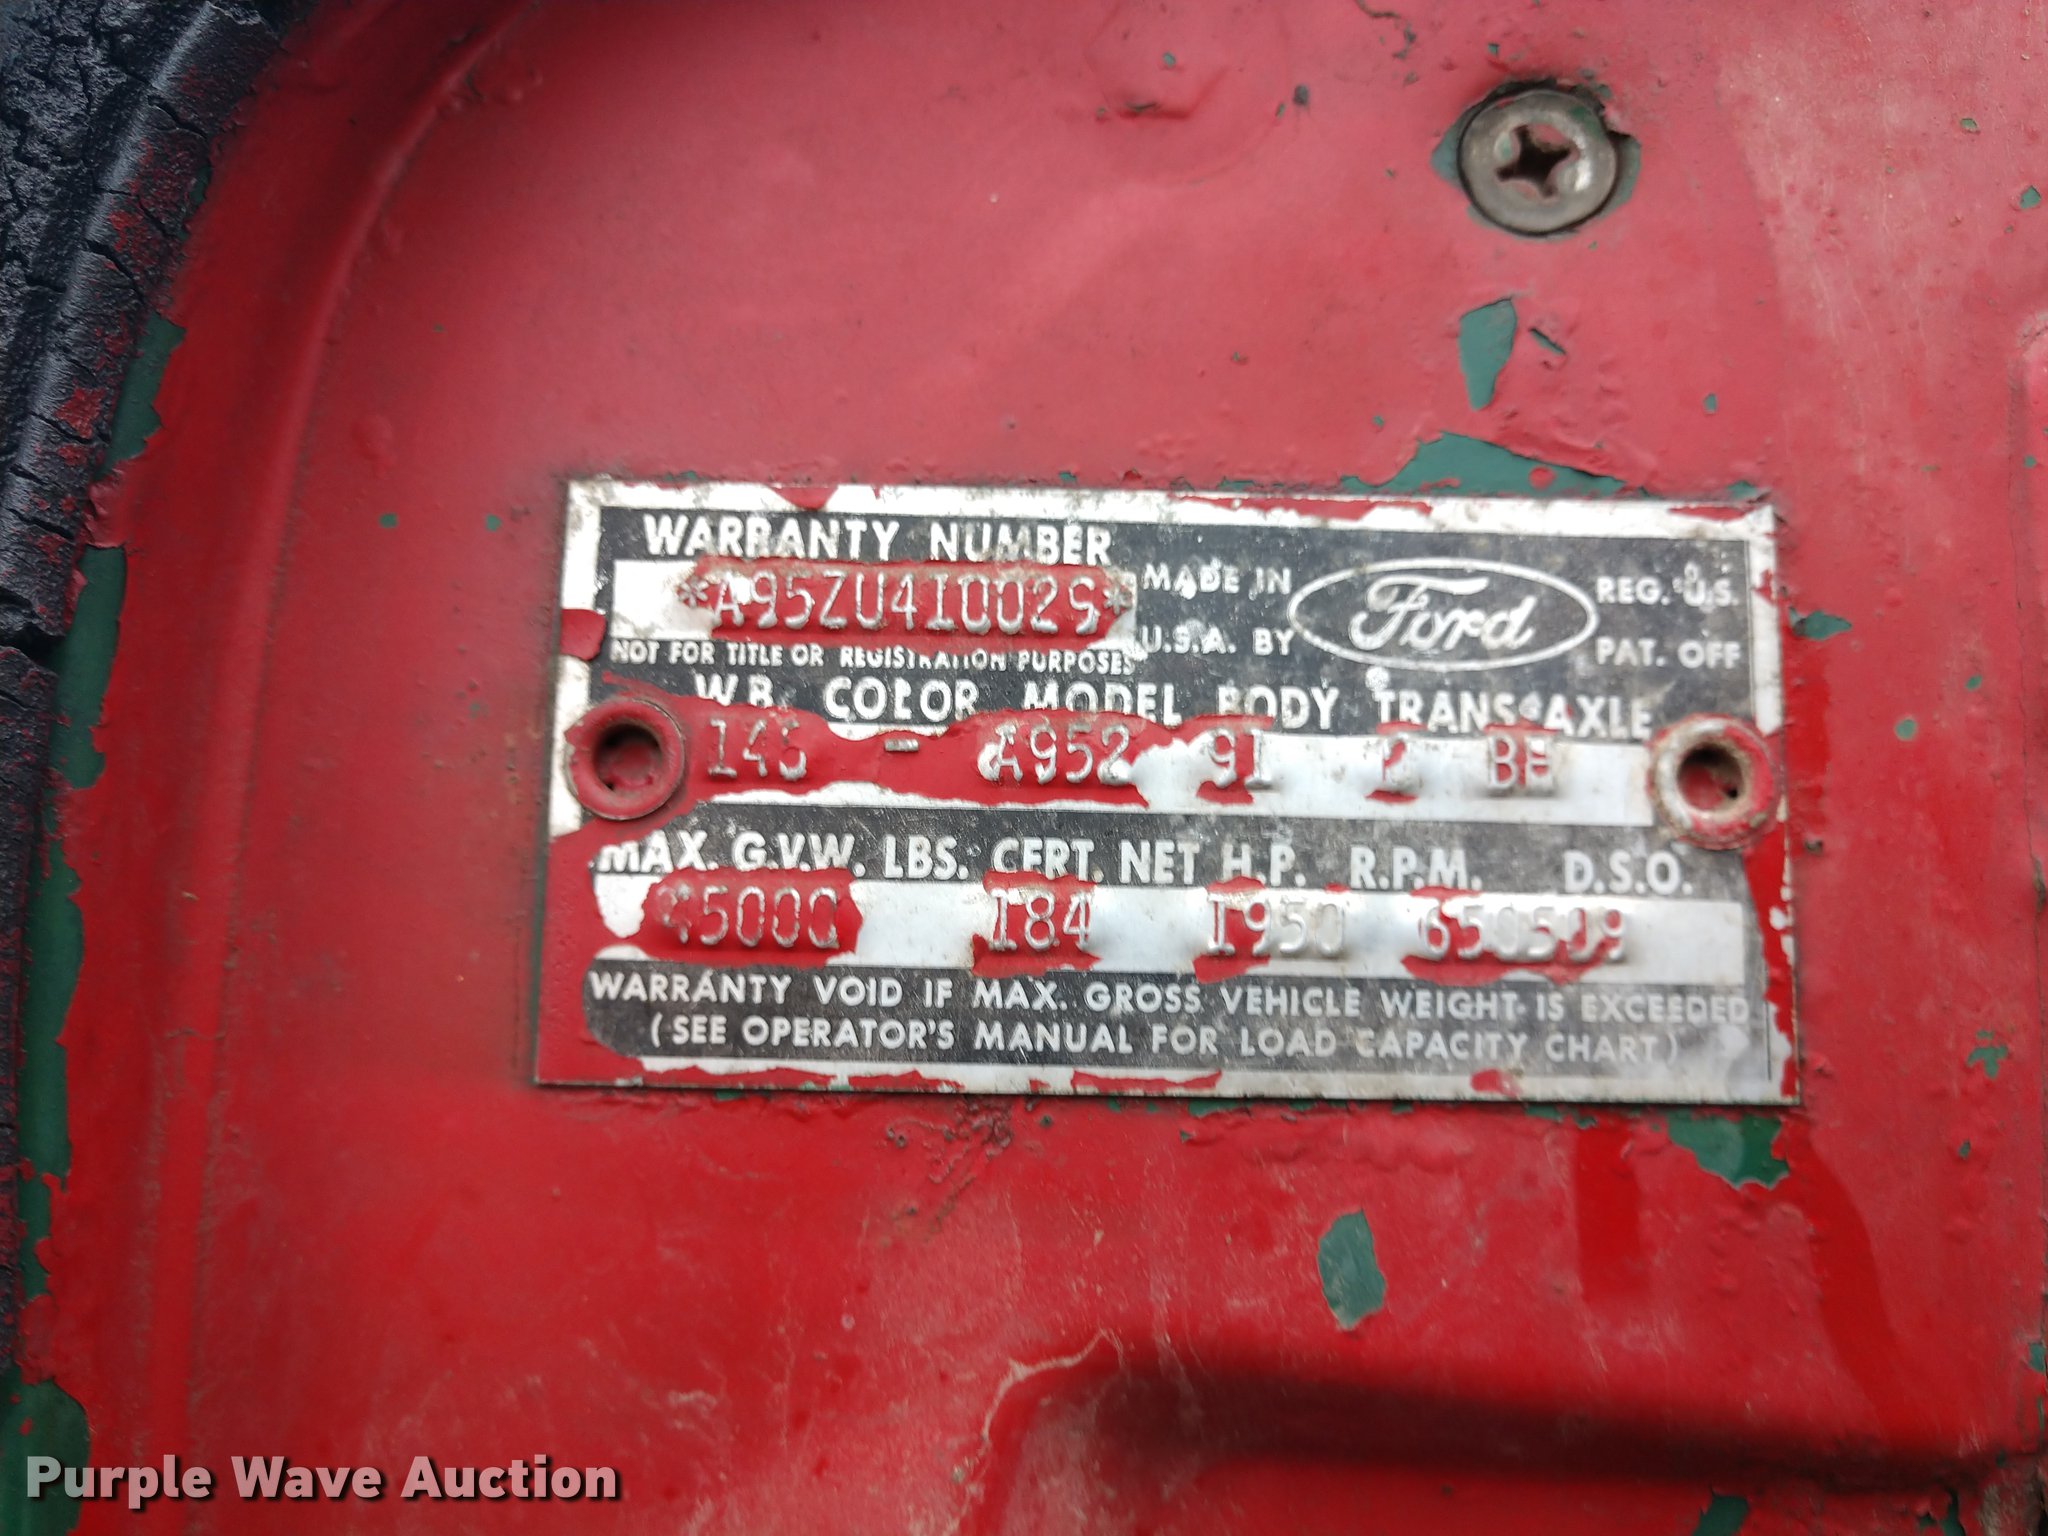 WARRANTY NUMBER
*A95ZU410029*
MADE IN
U.S.A. BY
Ford
REG. U.S.
PAT. OFF
NOT FOR TITLE OR REGISTRATION PURPOSES
W.B. COLOR MODEL BODY TRANS. AXLE
- A952 91 2
MAX. G.V.W. LBS. CERT. NET H.P. R.P.M. D.S.O.
45000 184 1950 650509
WARRANTY VOID IF MAX. GROSS VEHICLE WEIGHT IS EXCEEDED
(SEE OPERATOR'S MANUAL FOR LOAD CAPACITY CHART)
Purple Wave Auction